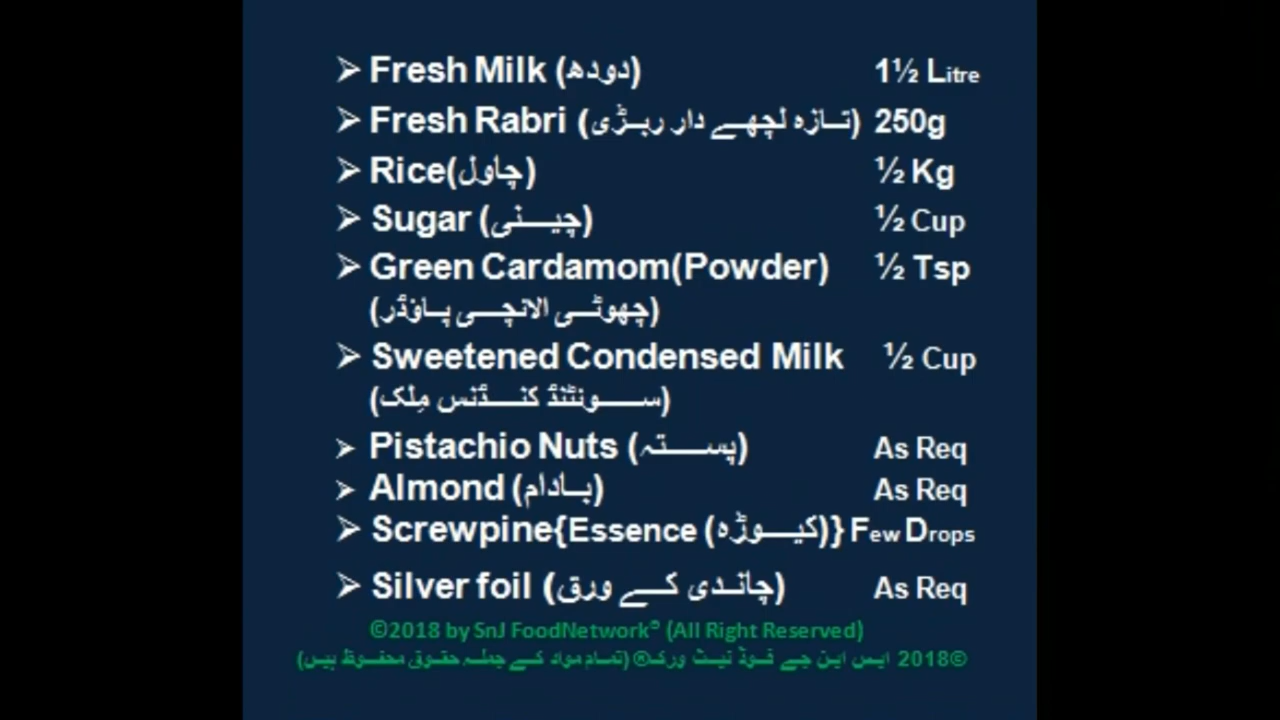 ➢ Fresh Milk (دودھ) 1½ Litre
➢ Fresh Rabri (تازہ لچھے دار ربڑی) 250g
➢ Rice(چاول) ½ Kg
➢ Sugar (چینی) ½ Cup
➢ Green Cardamom(Powder) ½ Tsp
(چھوٹی الانچی پاؤڈر)
➢ Sweetened Condensed Milk ½ Cup
(سونٹنڈ کنڈنس مِلک)
➢ Pistachio Nuts (پستہ) As Req
➢ Almond (بادام) As Req
➢ Screwpine{Essence (کیوڑہ)} Few Drops
➢ Silver foil (چاندی کے ورق) As Req
©2018 by SnJ FoodNetwork® (All Right Reserved)
©2018 ایس این جے فوڈ نیٹ ورک® (تمام مواد کے جملہ حقوق محفوظ ہیں)